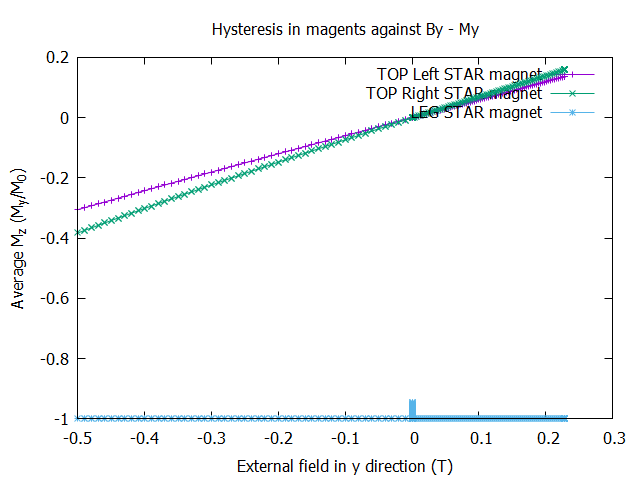 Hysteresis in magents against By - My
0.2
TOP Left STAR magnet
TOP Right STAR magnet
LEG STAR magnet
0
-0.2
-0.4
-0.6
-0.8
-1
Average Mz (My/M0)
-0.5 -0.4 -0.3 -0.2 -0.1 0 0.1 0.2 0.3
External field in y direction (T)